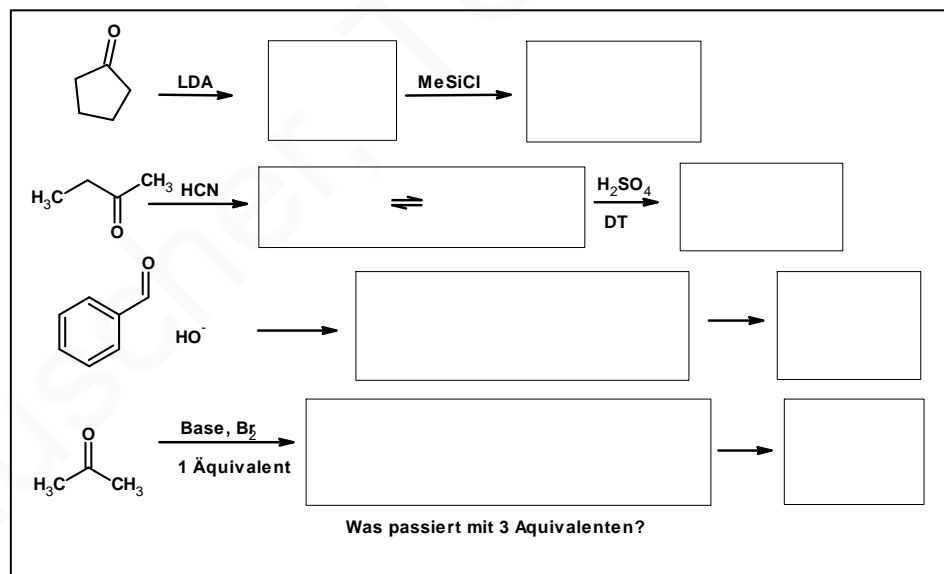 O
LDA
MeSiCl
H3C
CH3
O
HCN
H2SO4
DT
O
HO-
O
H3C
CH3
Base, Br2
1 Äquivalent
Was passiert mit 3 Aquivalenten?